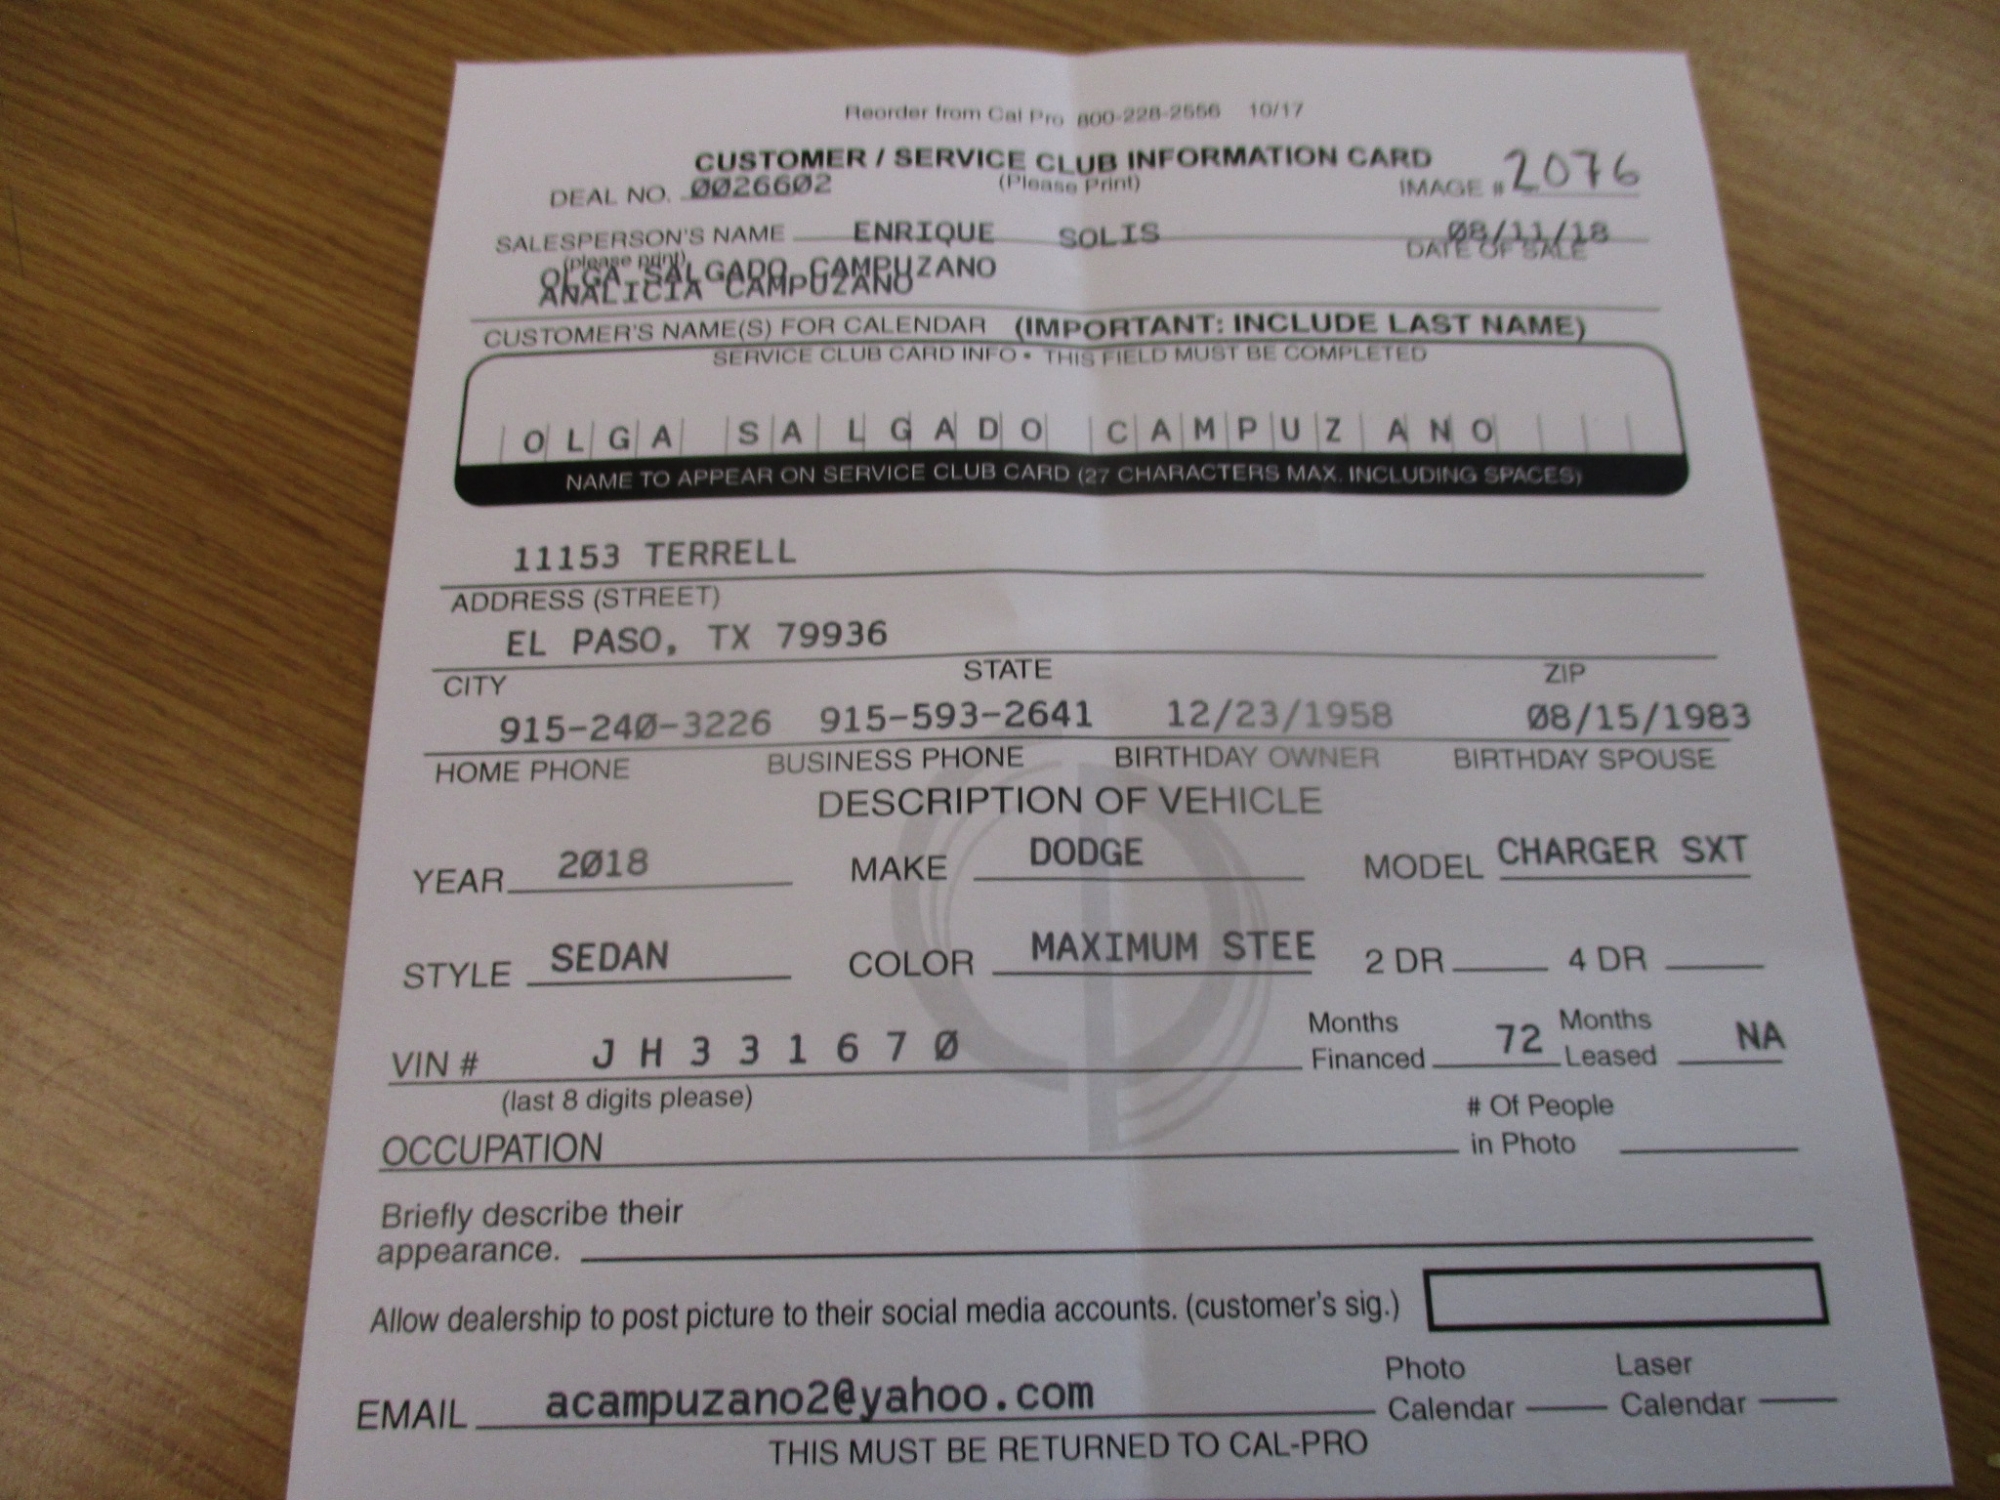 Reorder from Cal Pro 800-228-2556 10/17
CUSTOMER / SERVICE CLUB INFORMATION CARD
DEAL NO. 0026602 (Please Print) IMAGE # 2076
SALESPERSON'S NAME ENRIQUE SOLIS 08/11/18
(please print) DATE OF SALE
OLGA SALGADO CAMPUZANO
ANALICIA CAMPUZANO
CUSTOMER'S NAME(S) FOR CALENDAR (IMPORTANT: INCLUDE LAST NAME)
SERVICE CLUB CARD INFO • THIS FIELD MUST BE COMPLETED
OLGA SALGADO CAMPUZANO
NAME TO APPEAR ON SERVICE CLUB CARD (27 CHARACTERS MAX. INCLUDING SPACES)
11153 TERRELL
ADDRESS (STREET)
EL PASO, TX 79936
CITY STATE ZIP
915-240-3226 915-593-2641 12/23/1958 08/15/1983
HOME PHONE BUSINESS PHONE BIRTHDAY OWNER BIRTHDAY SPOUSE
DESCRIPTION OF VEHICLE
YEAR 2018 MAKE DODGE MODEL CHARGER SXT
STYLE SEDAN COLOR MAXIMUM STEE 2 DR 4 DR
VIN # J H 3 3 1 6 7 0 Months Financed 72 Months Leased NA
(last 8 digits please)
OCCUPATION # Of People in Photo
Briefly describe their
appearance.
Allow dealership to post picture to their social media accounts. (customer's sig.)
EMAIL acampuzano2@yahoo.com Photo Calendar Laser Calendar
THIS MUST BE RETURNED TO CAL-PRO